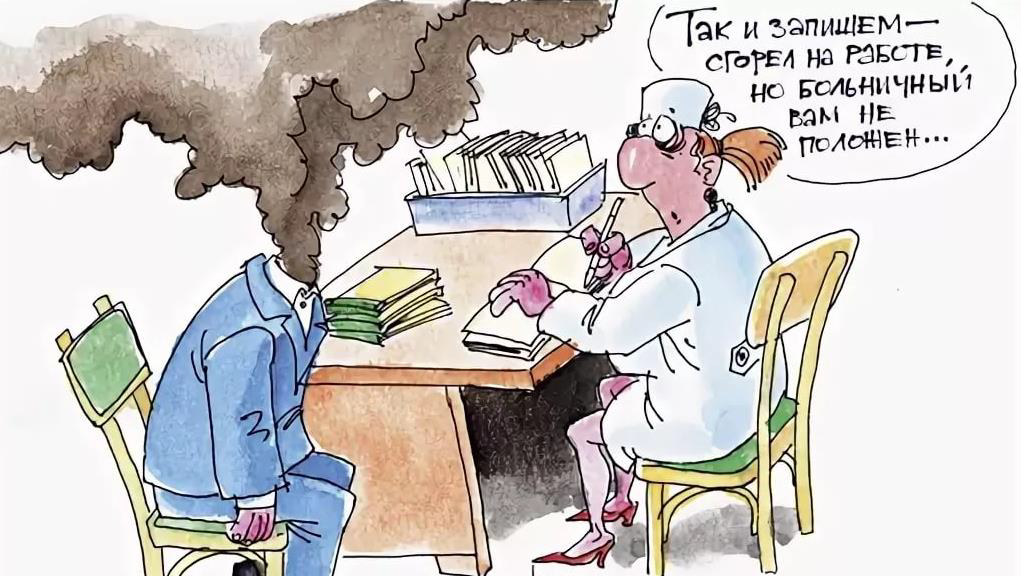 Так и запишем —
сгорел на работе,
но больничный
вам не
положен...